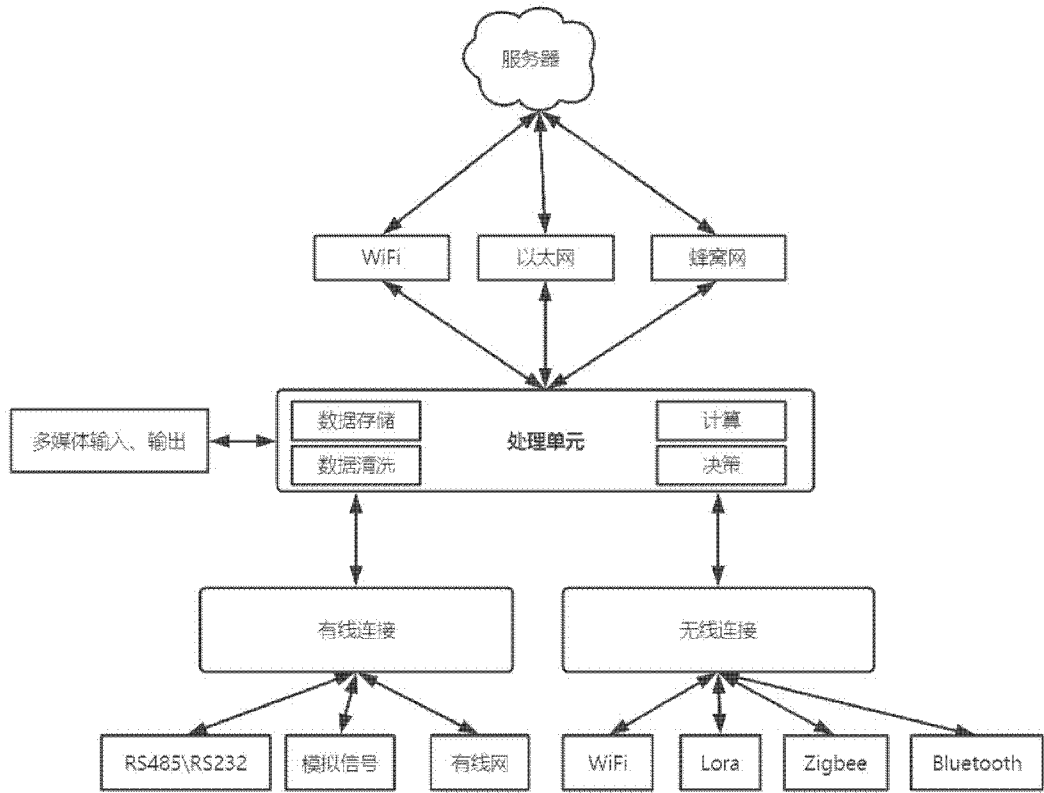 服务器
WiFi
以太网
蜂窝网
多媒体输入、输出
数据存储
数据清洗
处理单元
计算
决策
有线连接
无线连接
RS485\RS232
模拟信号
有线网
WiFi
Lora
Zigbee
Bluetooth